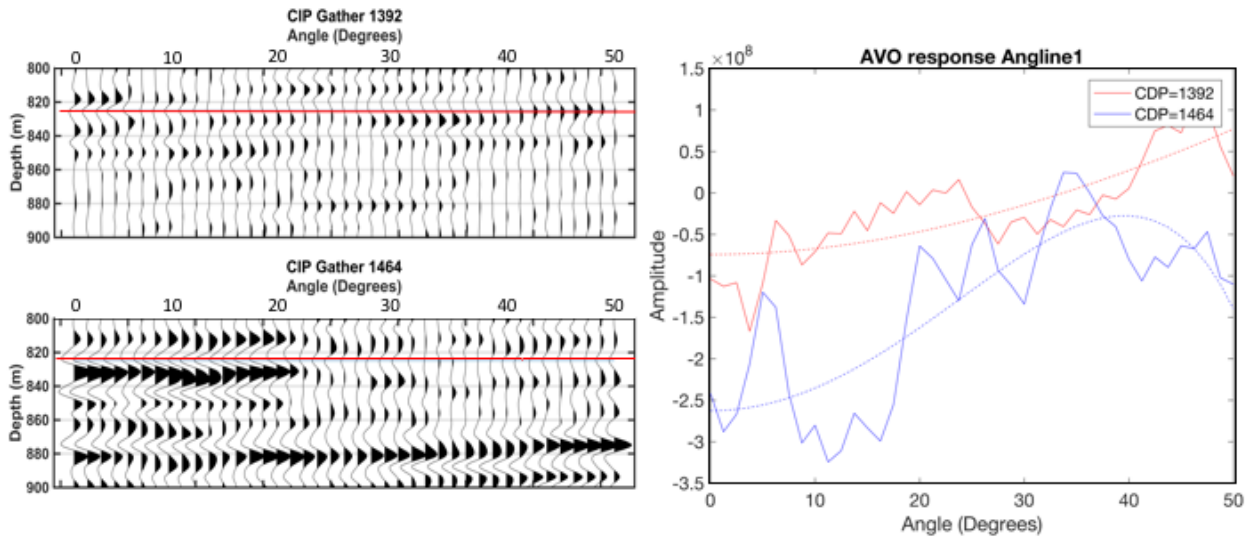 CIP Gather 1392
Angle (Degrees)
0 10 20 30 40 50
800
820
840
860
880
900
Depth (m)
CIP Gather 1464
Angle (Degrees)
0 10 20 30 40 50
800
820
840
860
880
900
Depth (m)
AVO response Angline1
×10⁸
CDP=1392
CDP=1464
1.5
1
0.5
0
-0.5
-1
-1.5
-2
-2.5
-3
-3.5
Amplitude
0 10 20 30 40 50
Angle (Degrees)